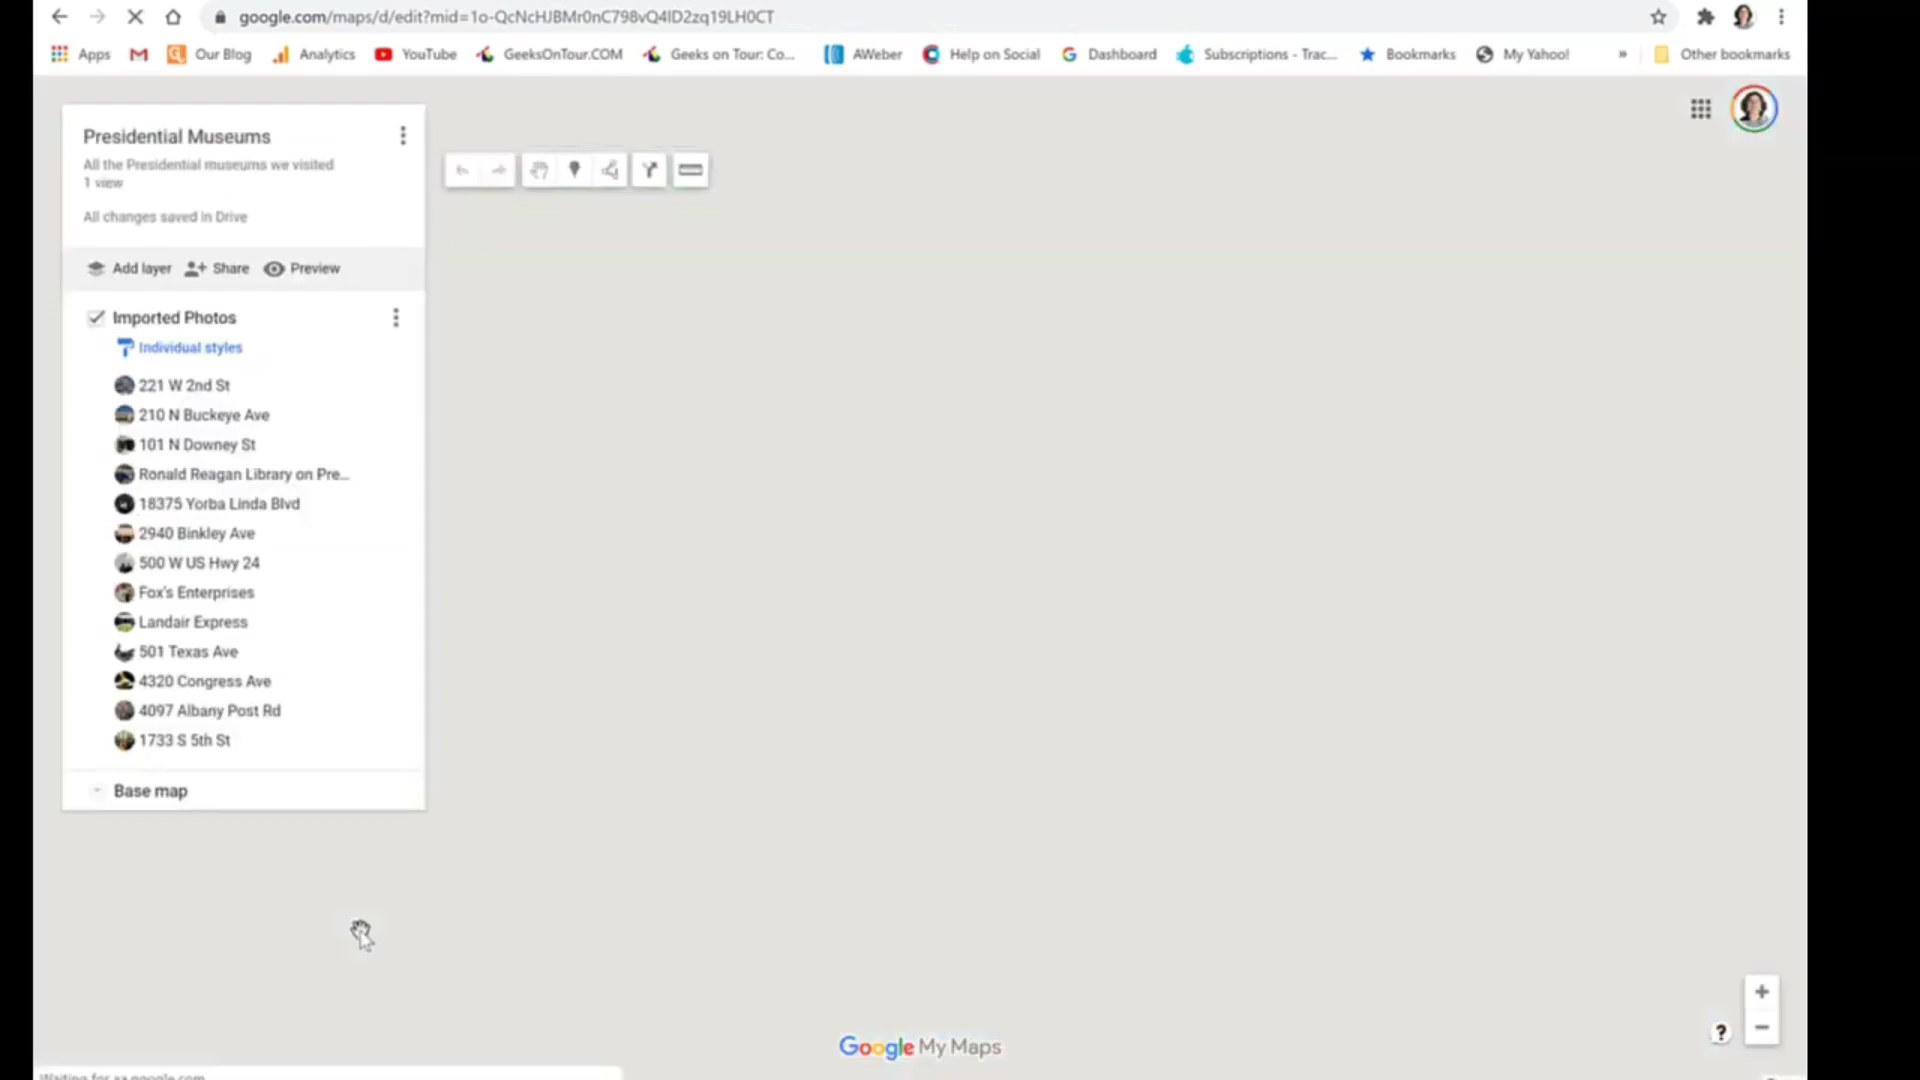 google.com/maps/d/edit?mid=1o-QcNcHJBMr0nC798vQ4lD2zq19LH0CT
Apps Our Blog Analytics YouTube GeeksOnTour.COM Geeks on Tour: Co... AWeber Help on Social Dashboard Subscriptions - Trac... Bookmarks My Yahoo! » Other bookmarks
Presidential Museums
All the Presidential museums we visited
1 view
All changes saved in Drive
Add layer Share Preview
Imported Photos
Individual styles
221 W 2nd St
210 N Buckeye Ave
101 N Downey St
Ronald Reagan Library on Pre...
18375 Yorba Linda Blvd
2940 Binkley Ave
500 W US Hwy 24
Fox's Enterprises
Landair Express
501 Texas Ave
4320 Congress Ave
4097 Albany Post Rd
1733 S 5th St
Base map
Google My Maps
Waiting for aa.google.com